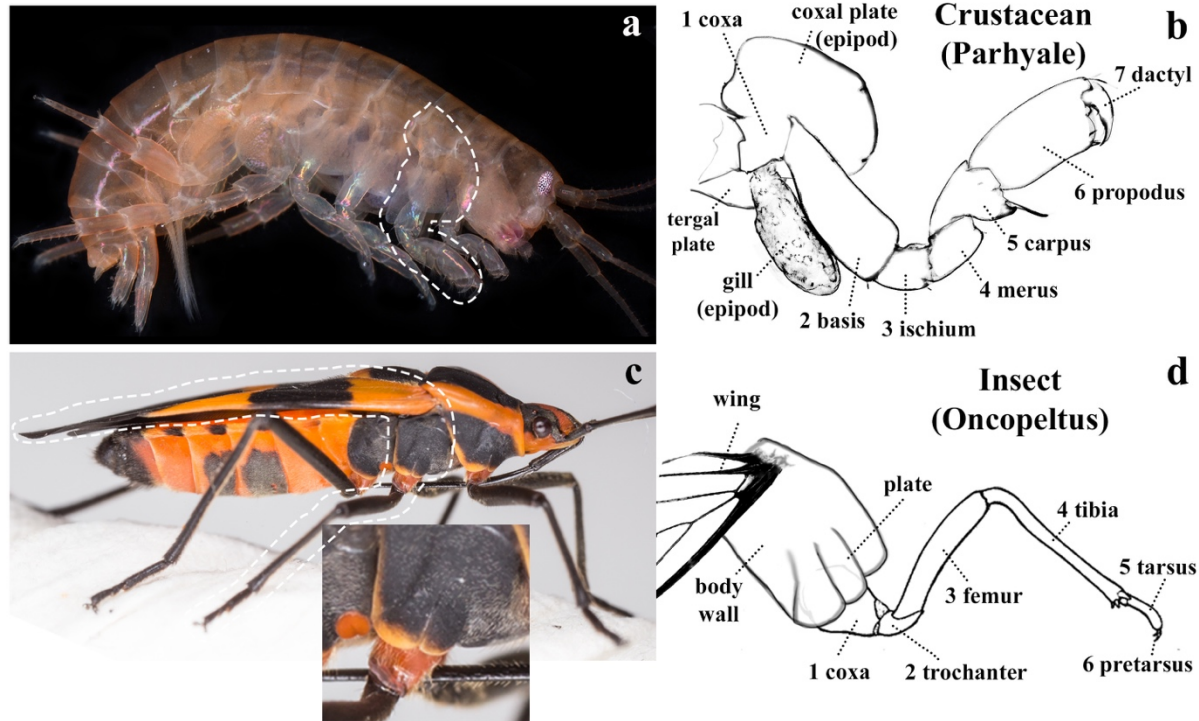 a
1 coxa
coxal plate
(epipod)
Crustacean
(Parhyale)
b
7 dactyl
6 propodus
tergal
plate
5 carpus
gill
(epipod)
4 merus
2 basis
3 ischium
c
Insect
(Oncopeltus)
d
wing
plate
4 tibia
5 tarsus
body
wall
3 femur
1 coxa
2 trochanter
6 pretarsus